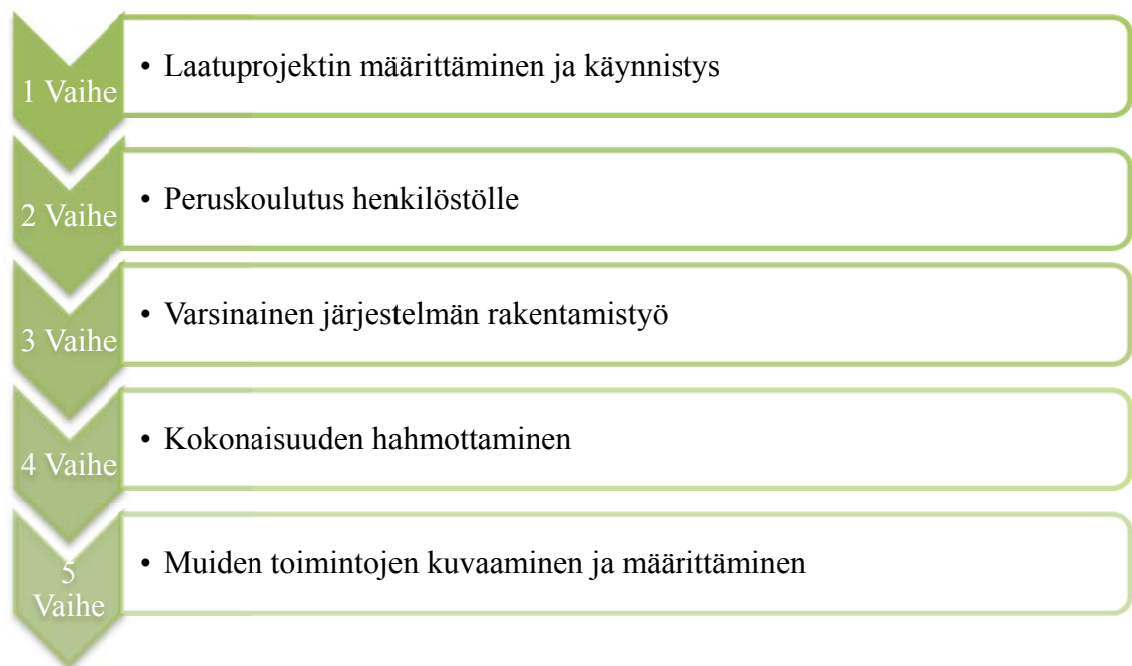 1 Vaihe
• Laatuprojektin määrittäminen ja käynnistys
2 Vaihe
• Peruskoulutus henkilöstölle
3 Vaihe
• Varsinainen järjestelmän rakentamistyö
4 Vaihe
• Kokonaisuuden hahmottaminen
5
Vaihe
• Muiden toimintojen kuvaaminen ja määrittäminen